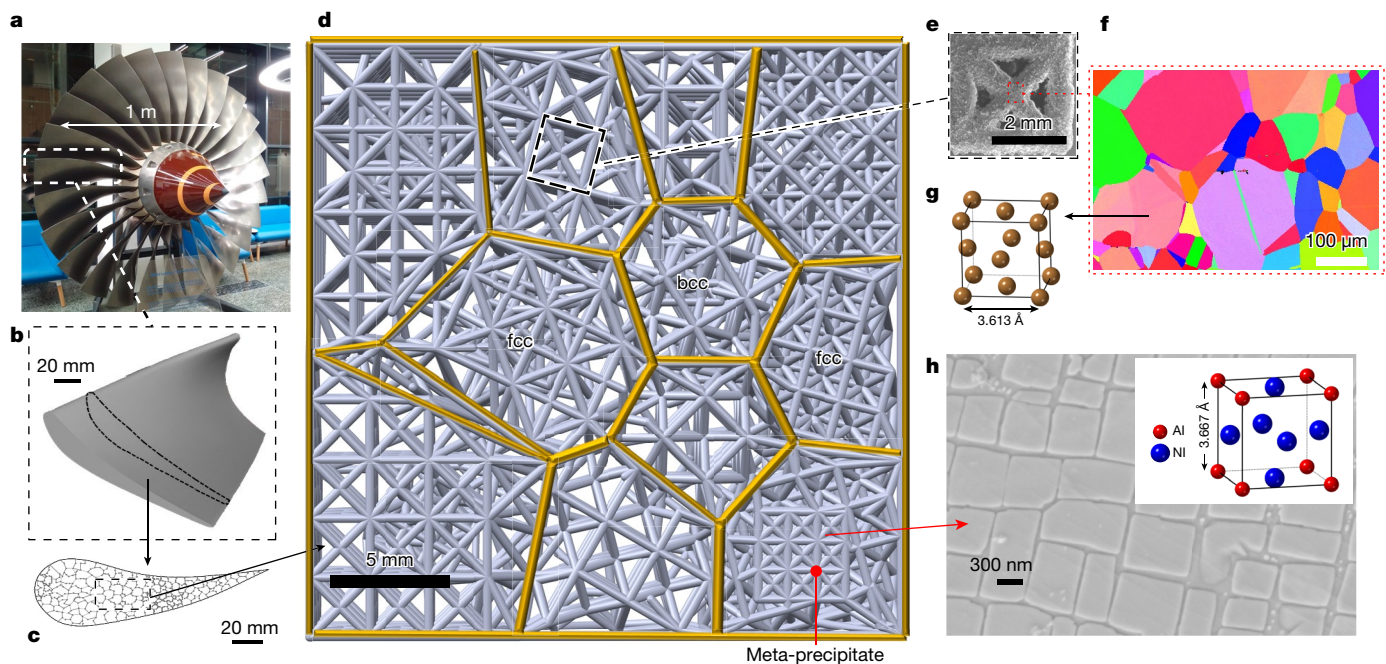 a
1 m
b
20 mm
c
20 mm
d
bcc
fcc
fcc
5 mm
Meta-precipitate
e
2 mm
f
100 µm
g
3.613 Å
h
3.667 Å
Al
NI
300 nm